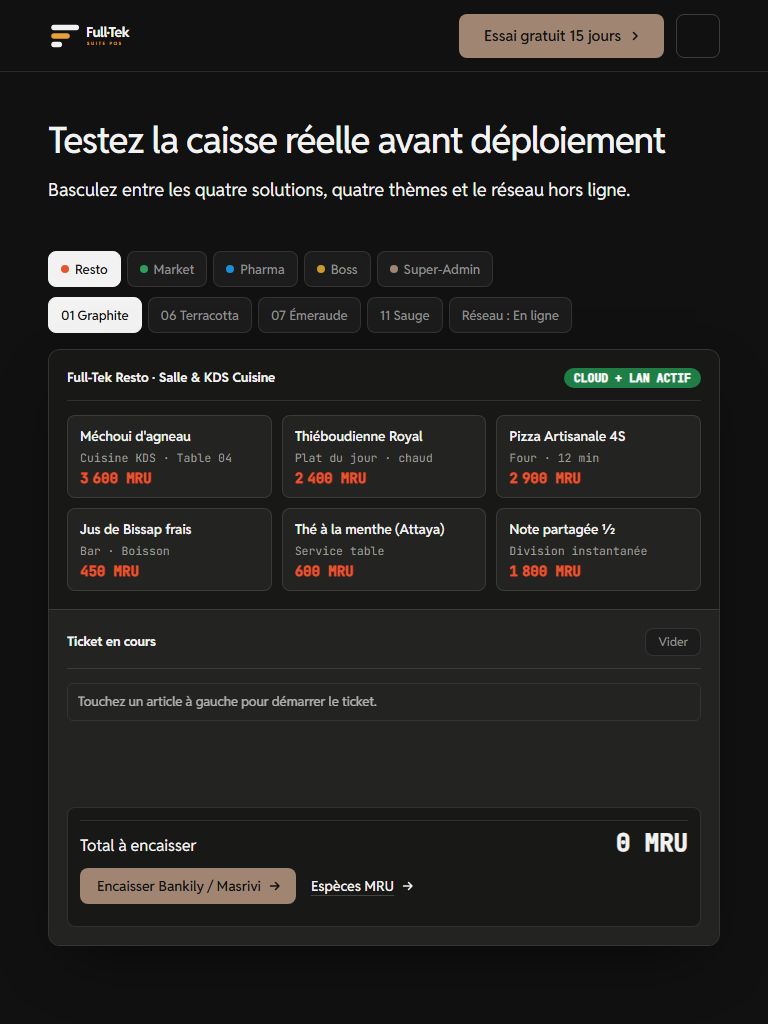 Full-Tek
SUITE POS
Essai gratuit 15 jours
Testez la caisse réelle avant déploiement
Basculez entre les quatre solutions, quatre thèmes et le réseau hors ligne.
Resto
Market
Pharma
Boss
Super-Admin
01 Graphite
06 Terracotta
07 Émeraude
11 Sauge
Réseau : En ligne
Full-Tek Resto · Salle & KDS Cuisine
CLOUD + LAN ACTIF
Méchoui d'agneau
Cuisine KDS · Table 04
3 600 MRU
Thiéboudienne Royal
Plat du jour · chaud
2 400 MRU
Pizza Artisanale 4S
Four · 12 min
2 900 MRU
Jus de Bissap frais
Bar · Boisson
450 MRU
Thé à la menthe (Attaya)
Service table
600 MRU
Note partagée ½
Division instantanée
1 800 MRU
Ticket en cours
Vider
Touchez un article à gauche pour démarrer le ticket.
Total à encaisser
0 MRU
Encaisser Bankily / Masrivi →
Espèces MRU →